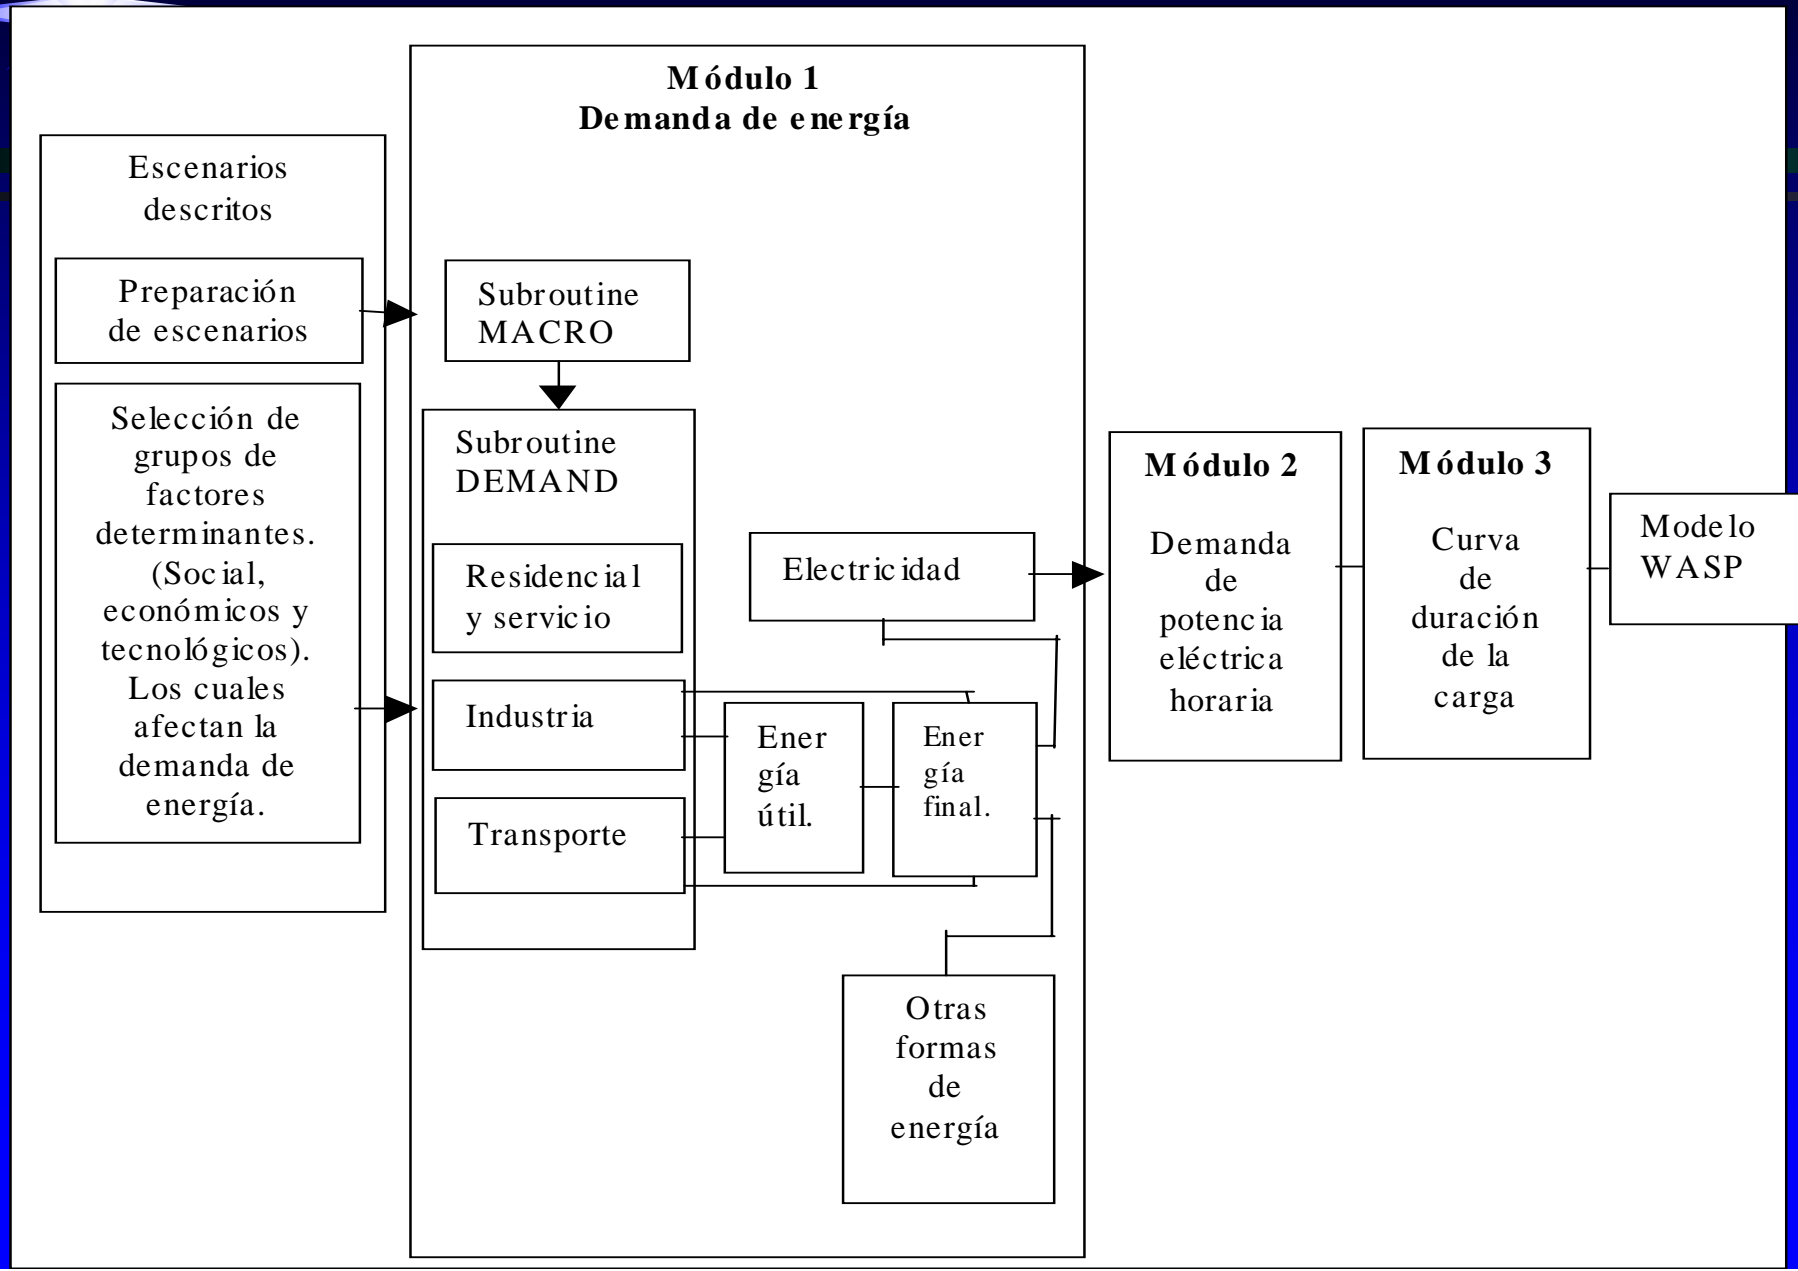 Escenarios
descritos
Preparación
de escenarios
Selección de
grupos de
factores
determinantes.
(Social,
económicos y
tecnológicos).
Los cuales
afectan la
demanda de
energía.
Módulo 1
Demanda de energía
Subroutine
MACRO
Subroutine
DEMAND
Residencial
y servicio
Industria
Transporte
Ener
gía
útil.
Ener
gía
final.
Electricidad
Otras
formas
de
energía
Módulo 2
Demanda
de
potencia
eléctrica
horaria
Módulo 3
Curva
de
duración
de la
carga
Modelo
WASP